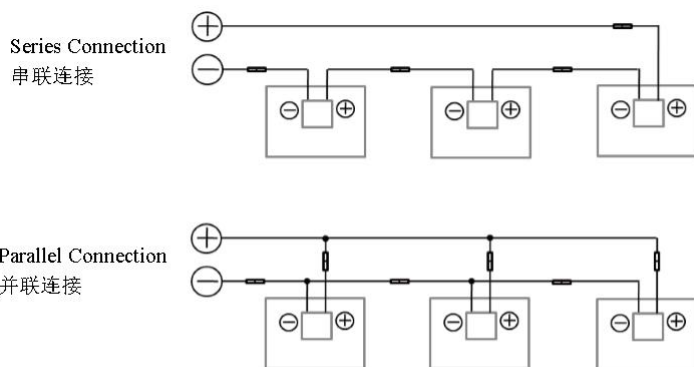 Series Connection
串联连接
Parallel Connection
并联连接